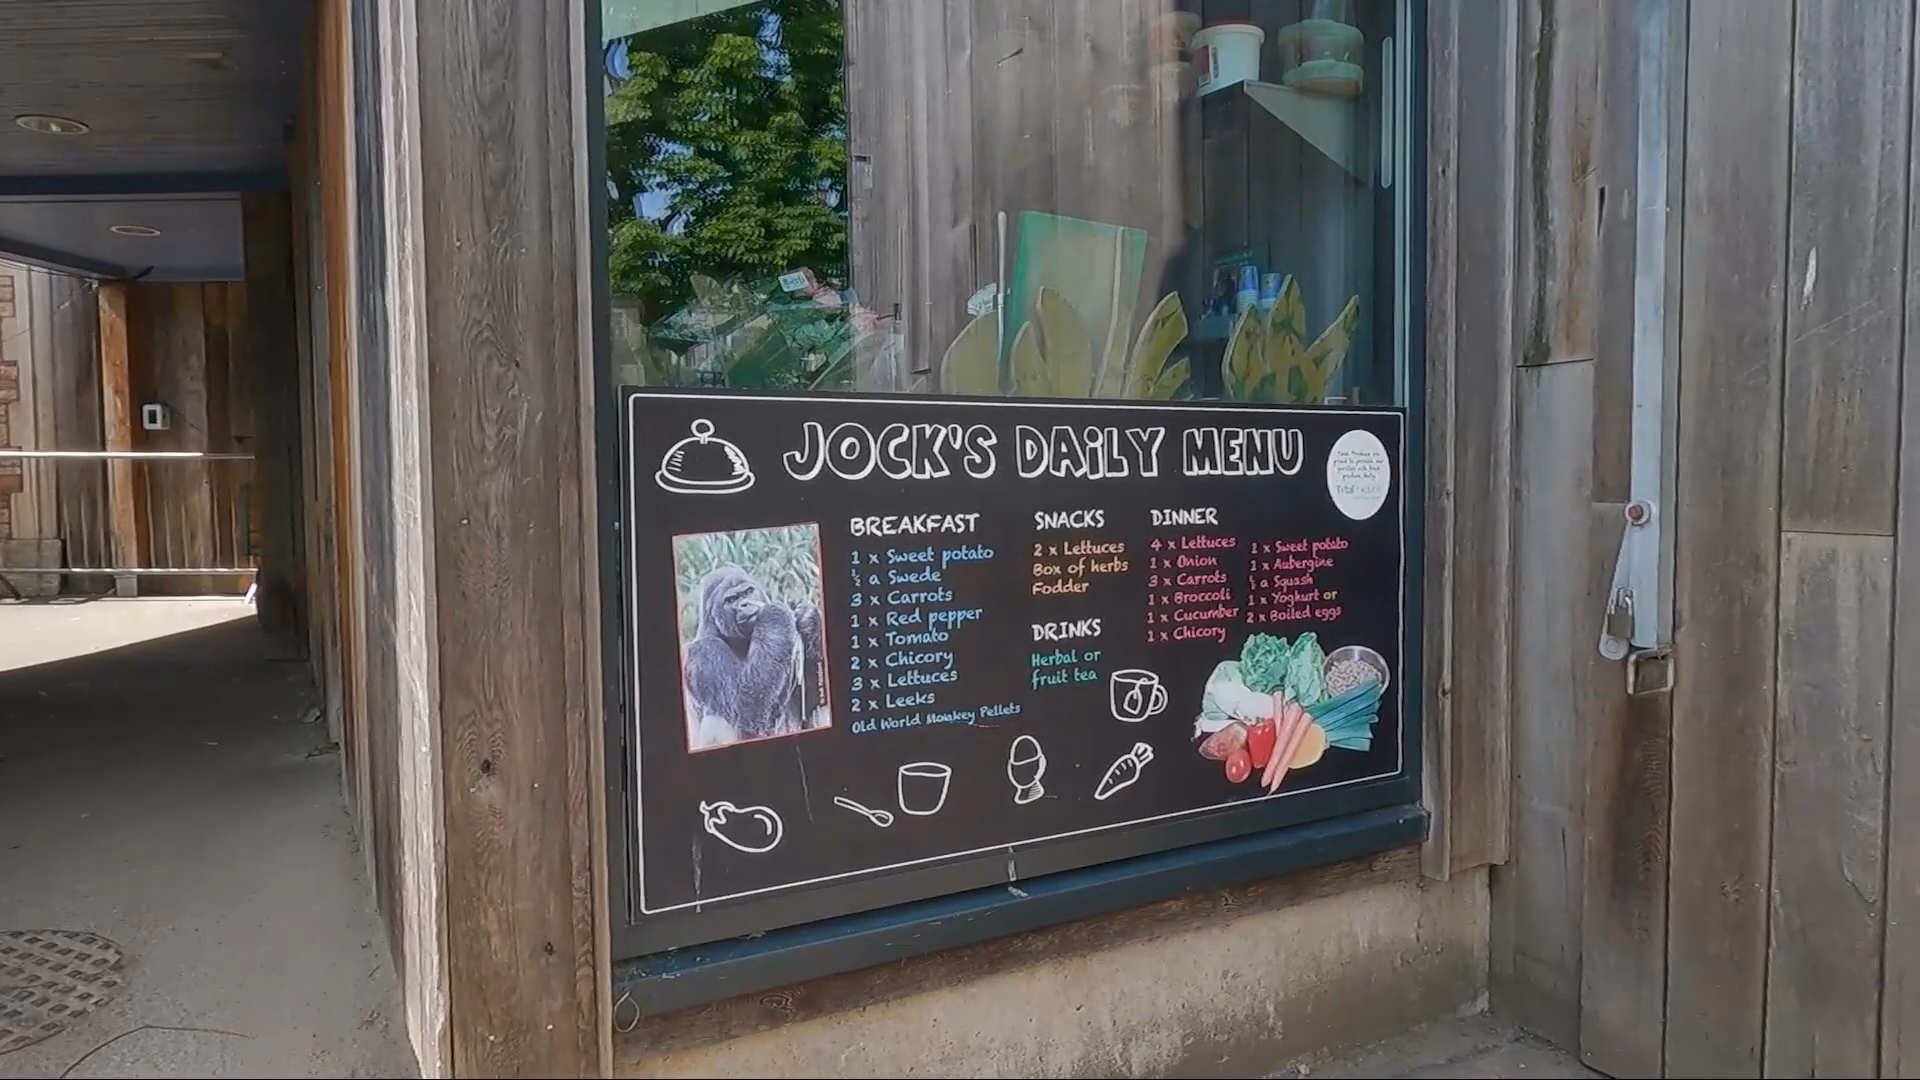 JOCK'S DAiLY MENU
BREAKFAST
1 x Sweet potato
½ a Swede
3 x Carrots
1 x Red pepper
1 x Tomato
2 x Chicory
3 x Lettuces
2 x Leeks
Old World Monkey Pellets
SNACKS
2 x Lettuces
Box of herbs
Fodder
DRINKS
Herbal or
fruit tea
DINNER
4 x Lettuces
1 x Onion
3 x Carrots
1 x Broccoli
1 x Cucumber
1 x Chicory
1 x Sweet potato
1 x Aubergine
½ a Squash
1 x Yoghurt or
2 x Boiled eggs